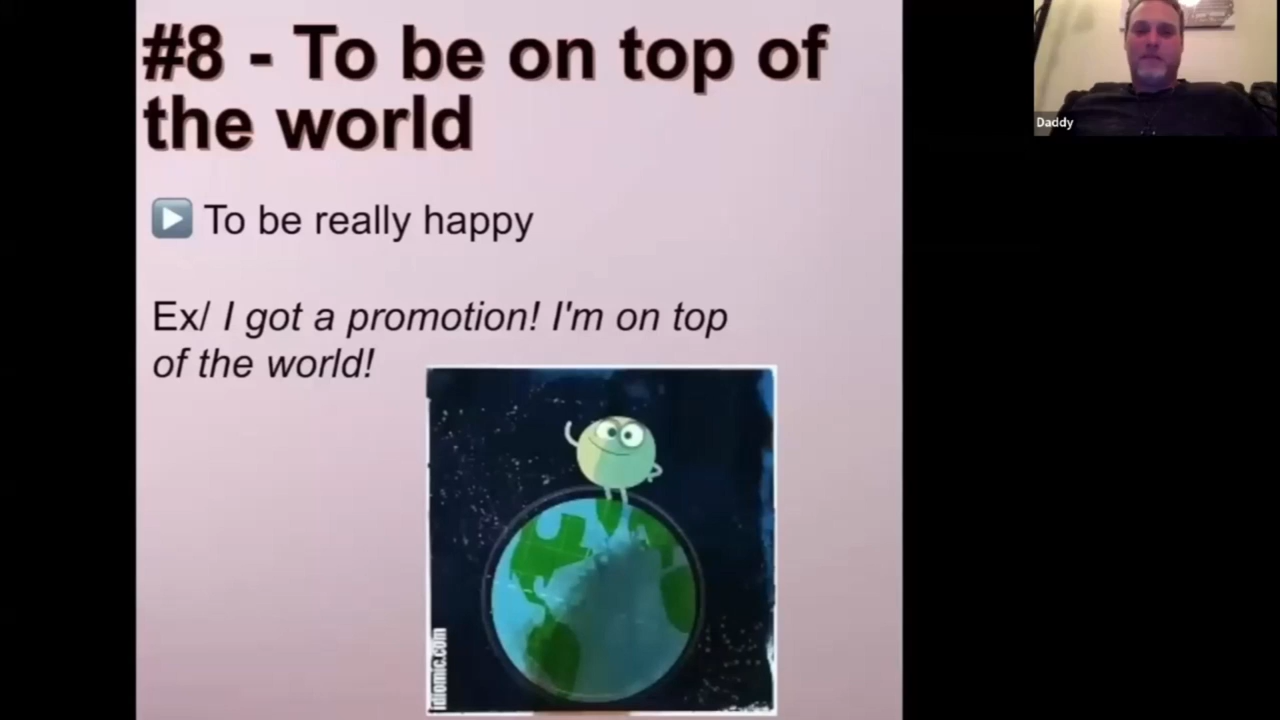 #8 - To be on top of
the world
To be really happy
Ex/ I got a promotion! I'm on top
of the world!
idiomic.com
Daddy